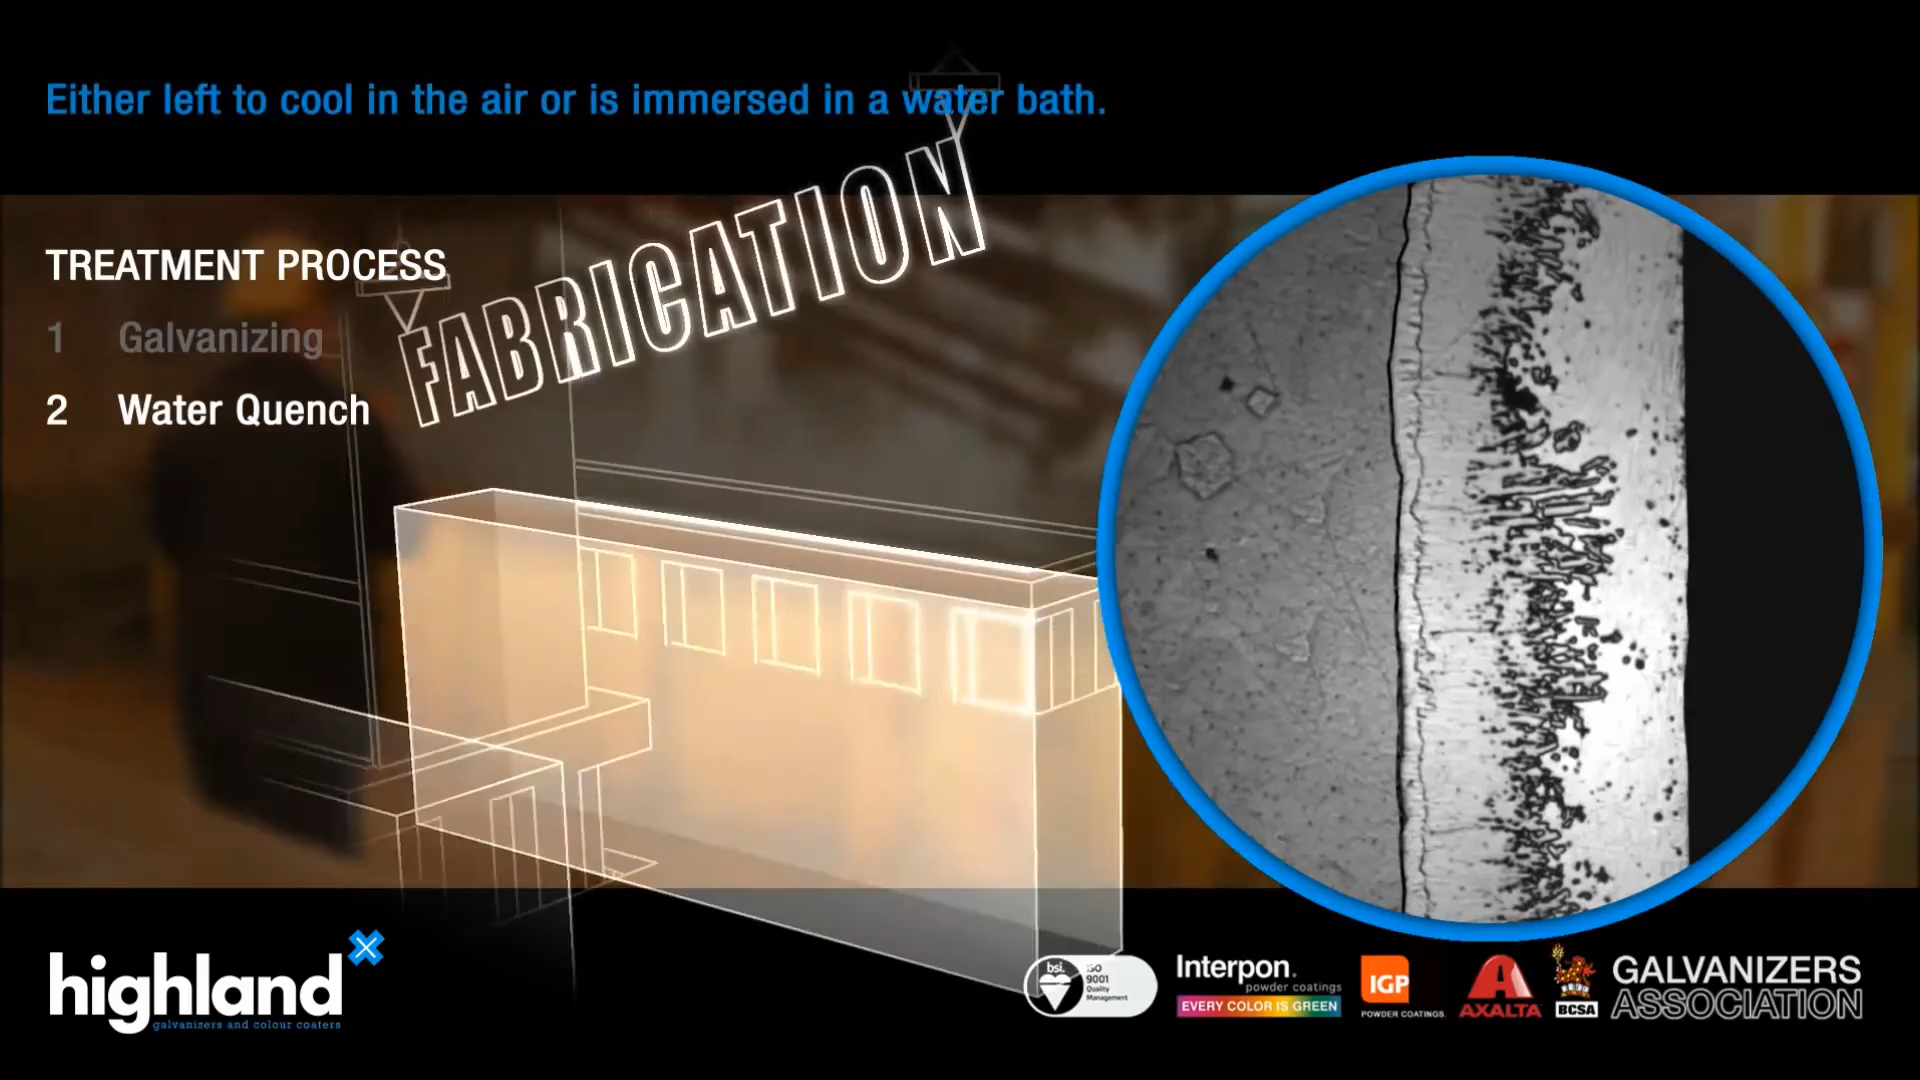 Either left to cool in the air or is immersed in a water bath.
FABRICATION
TREATMENT PROCESS
1 Galvanizing
2 Water Quench
highland
galvanizers and colour coaters
bsi.
ISO
9001
Quality
Management
Interpon.
powder coatings
EVERY COLOR IS GREEN
IGP
POWDER COATINGS
AXALTA
BCSA
GALVANIZERS
ASSOCIATION